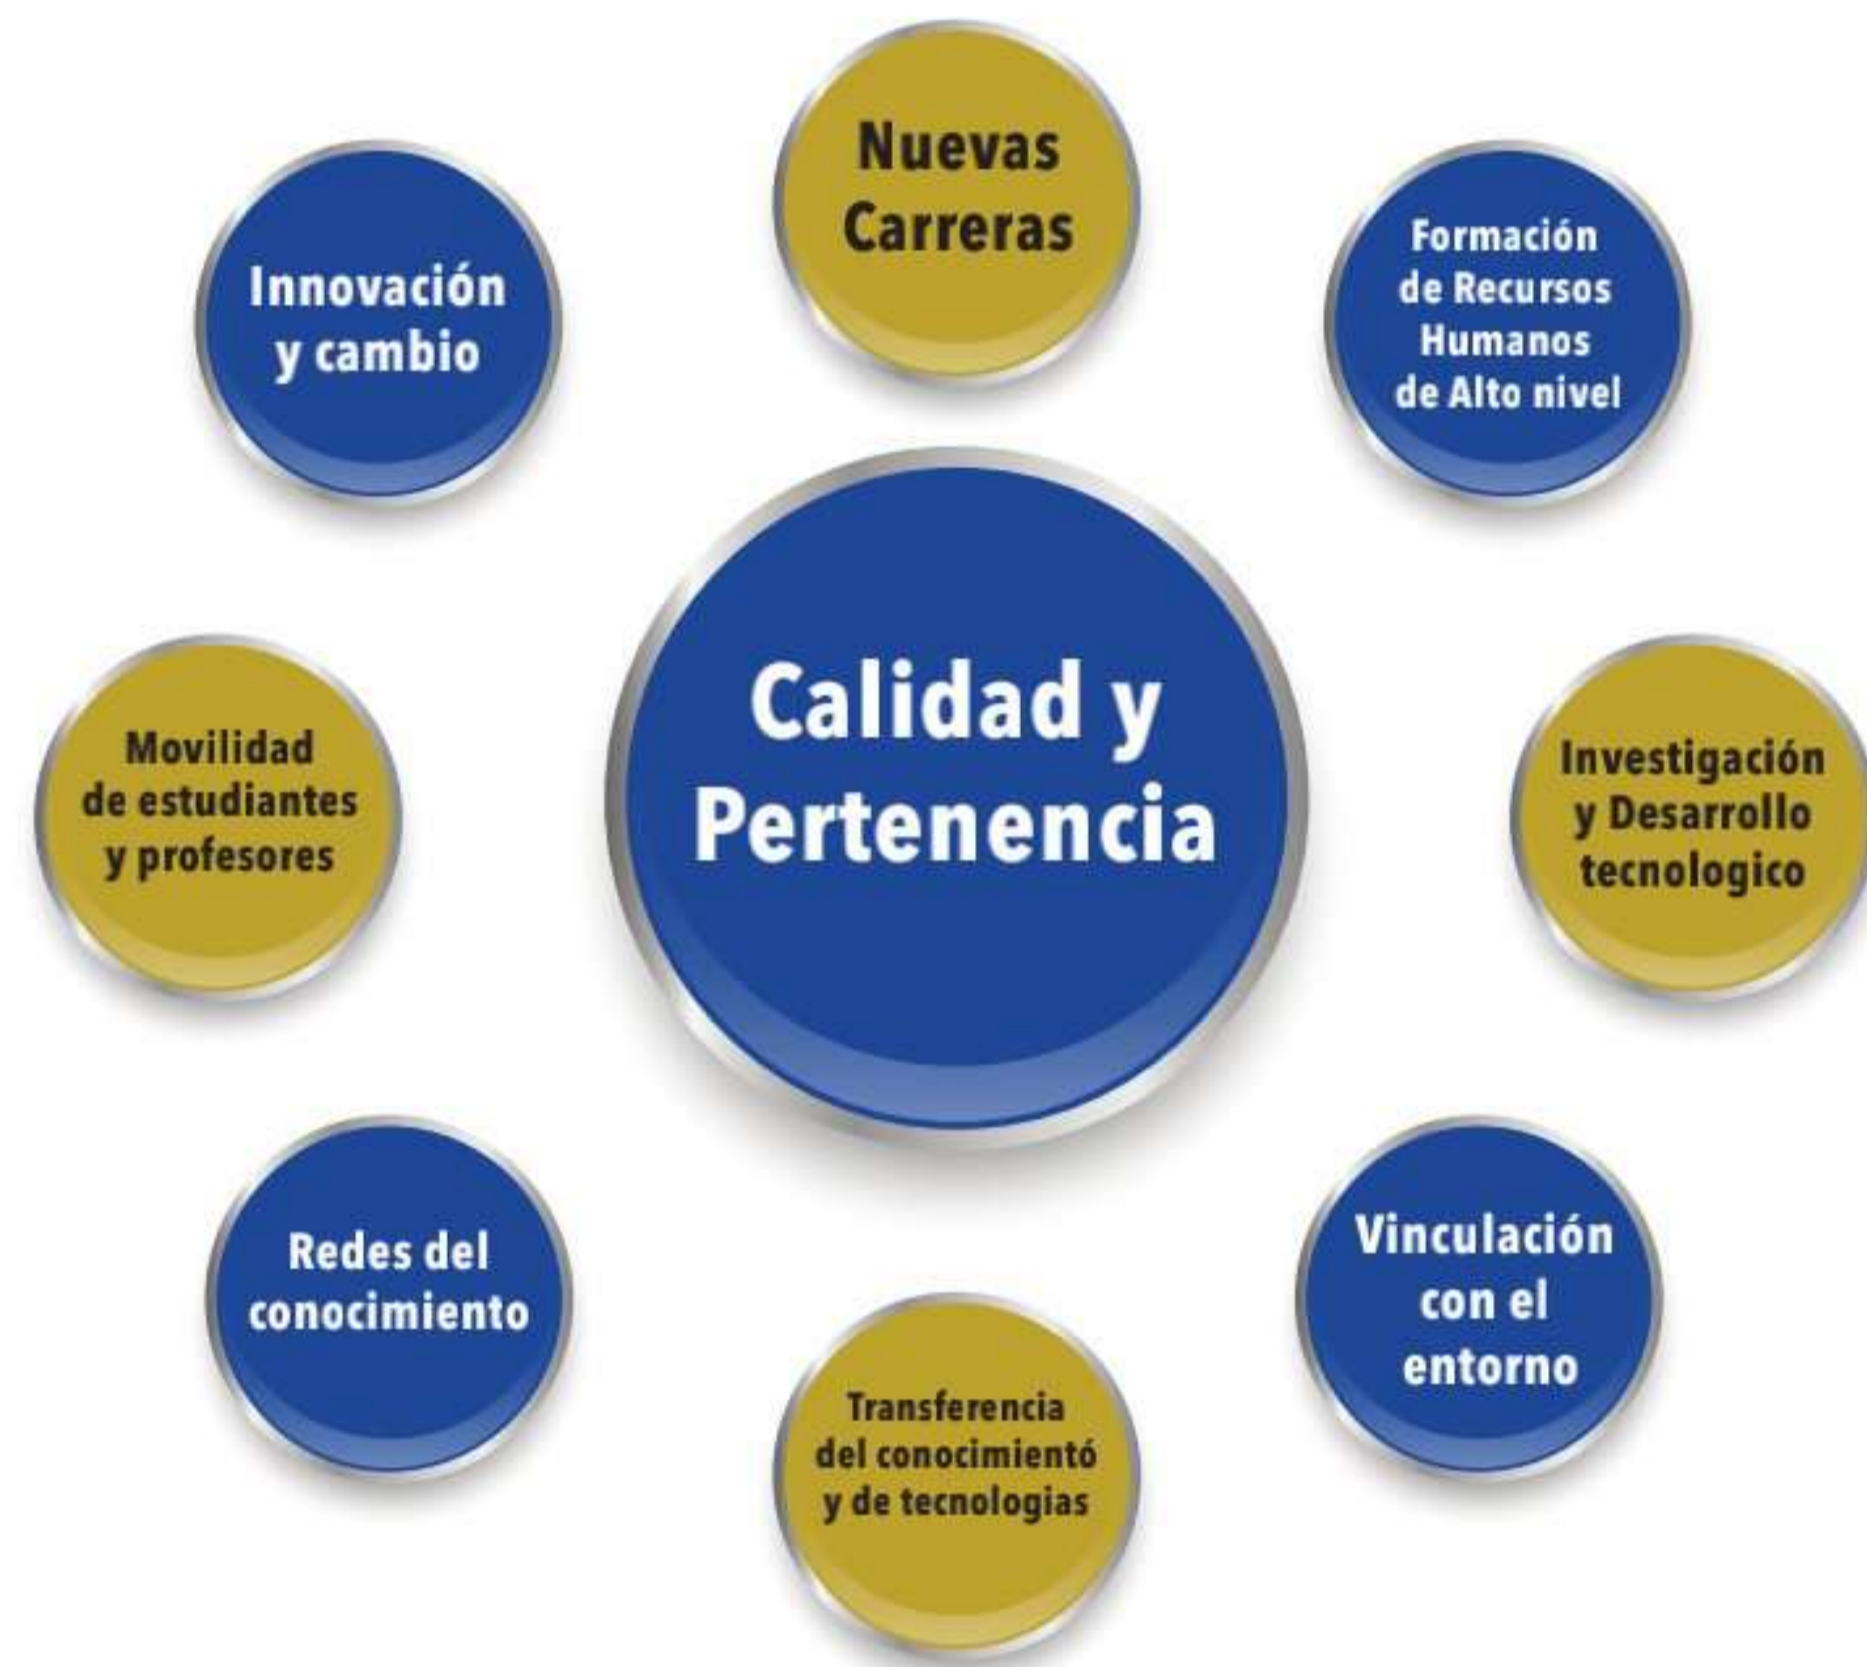 Nuevas
Carreras
Innovación
y cambio
Formación
de Recursos
Humanos
de Alto nivel
Calidad y
Pertenencia
Movilidad
de estudiantes
y profesores
Investigación
y Desarrollo
tecnologico
Redes del
conocimiento
Vinculación
con el
entorno
Transferencia
del conocimientó
y de tecnologias